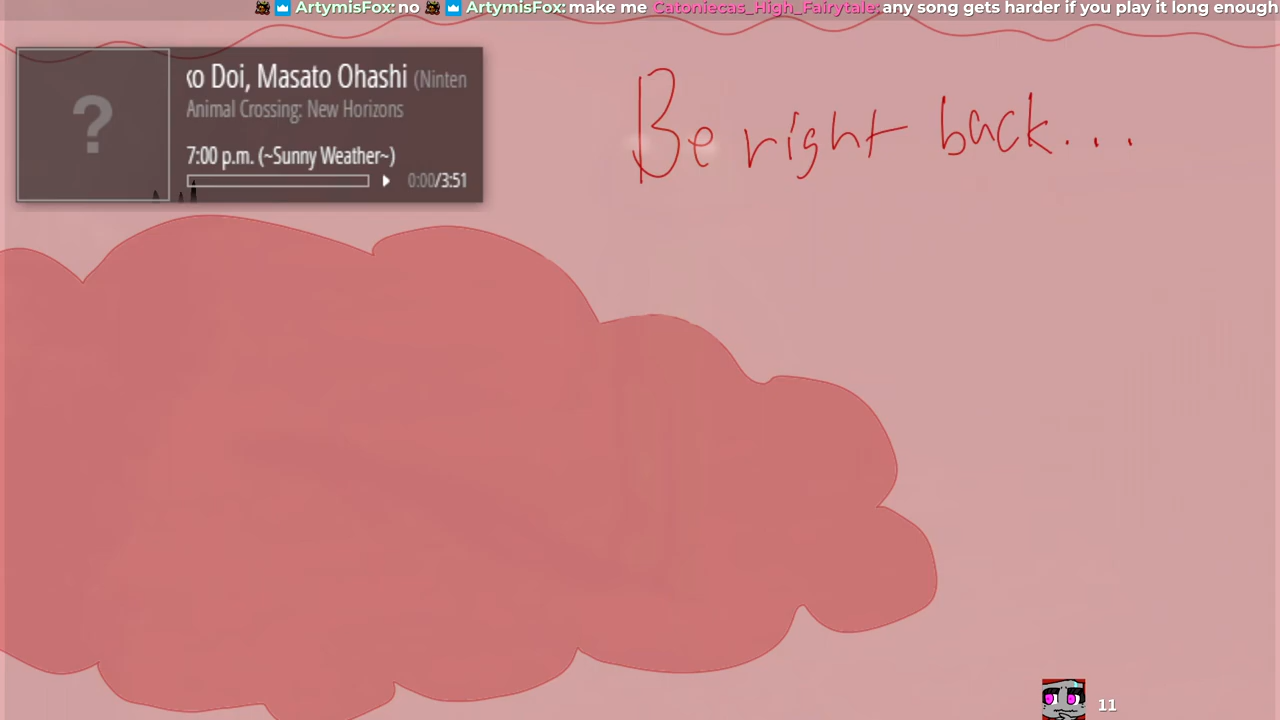 ArtymisFox: no ArtymisFox: make me Catoniecas_High_Fairytale: any song gets harder if you play it long enough
ko Doi, Masato Ohashi (Ninten
Animal Crossing: New Horizons
7:00 p.m. (~Sunny Weather~)
0:00/3:51
Be right back...
11